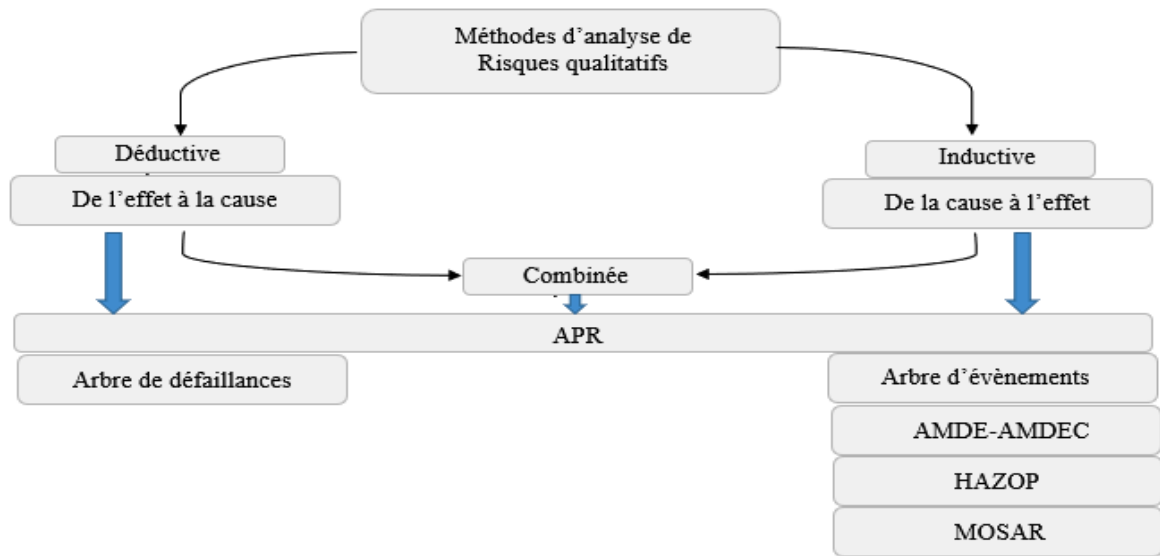 Méthodes d’analyse de
Risques qualitatifs
Déductive
Inductive
De l’effet à la cause
De la cause à l’effet
Combinée
APR
Arbre de défaillances
Arbre d’évènements
AMDE-AMDEC
HAZOP
MOSAR